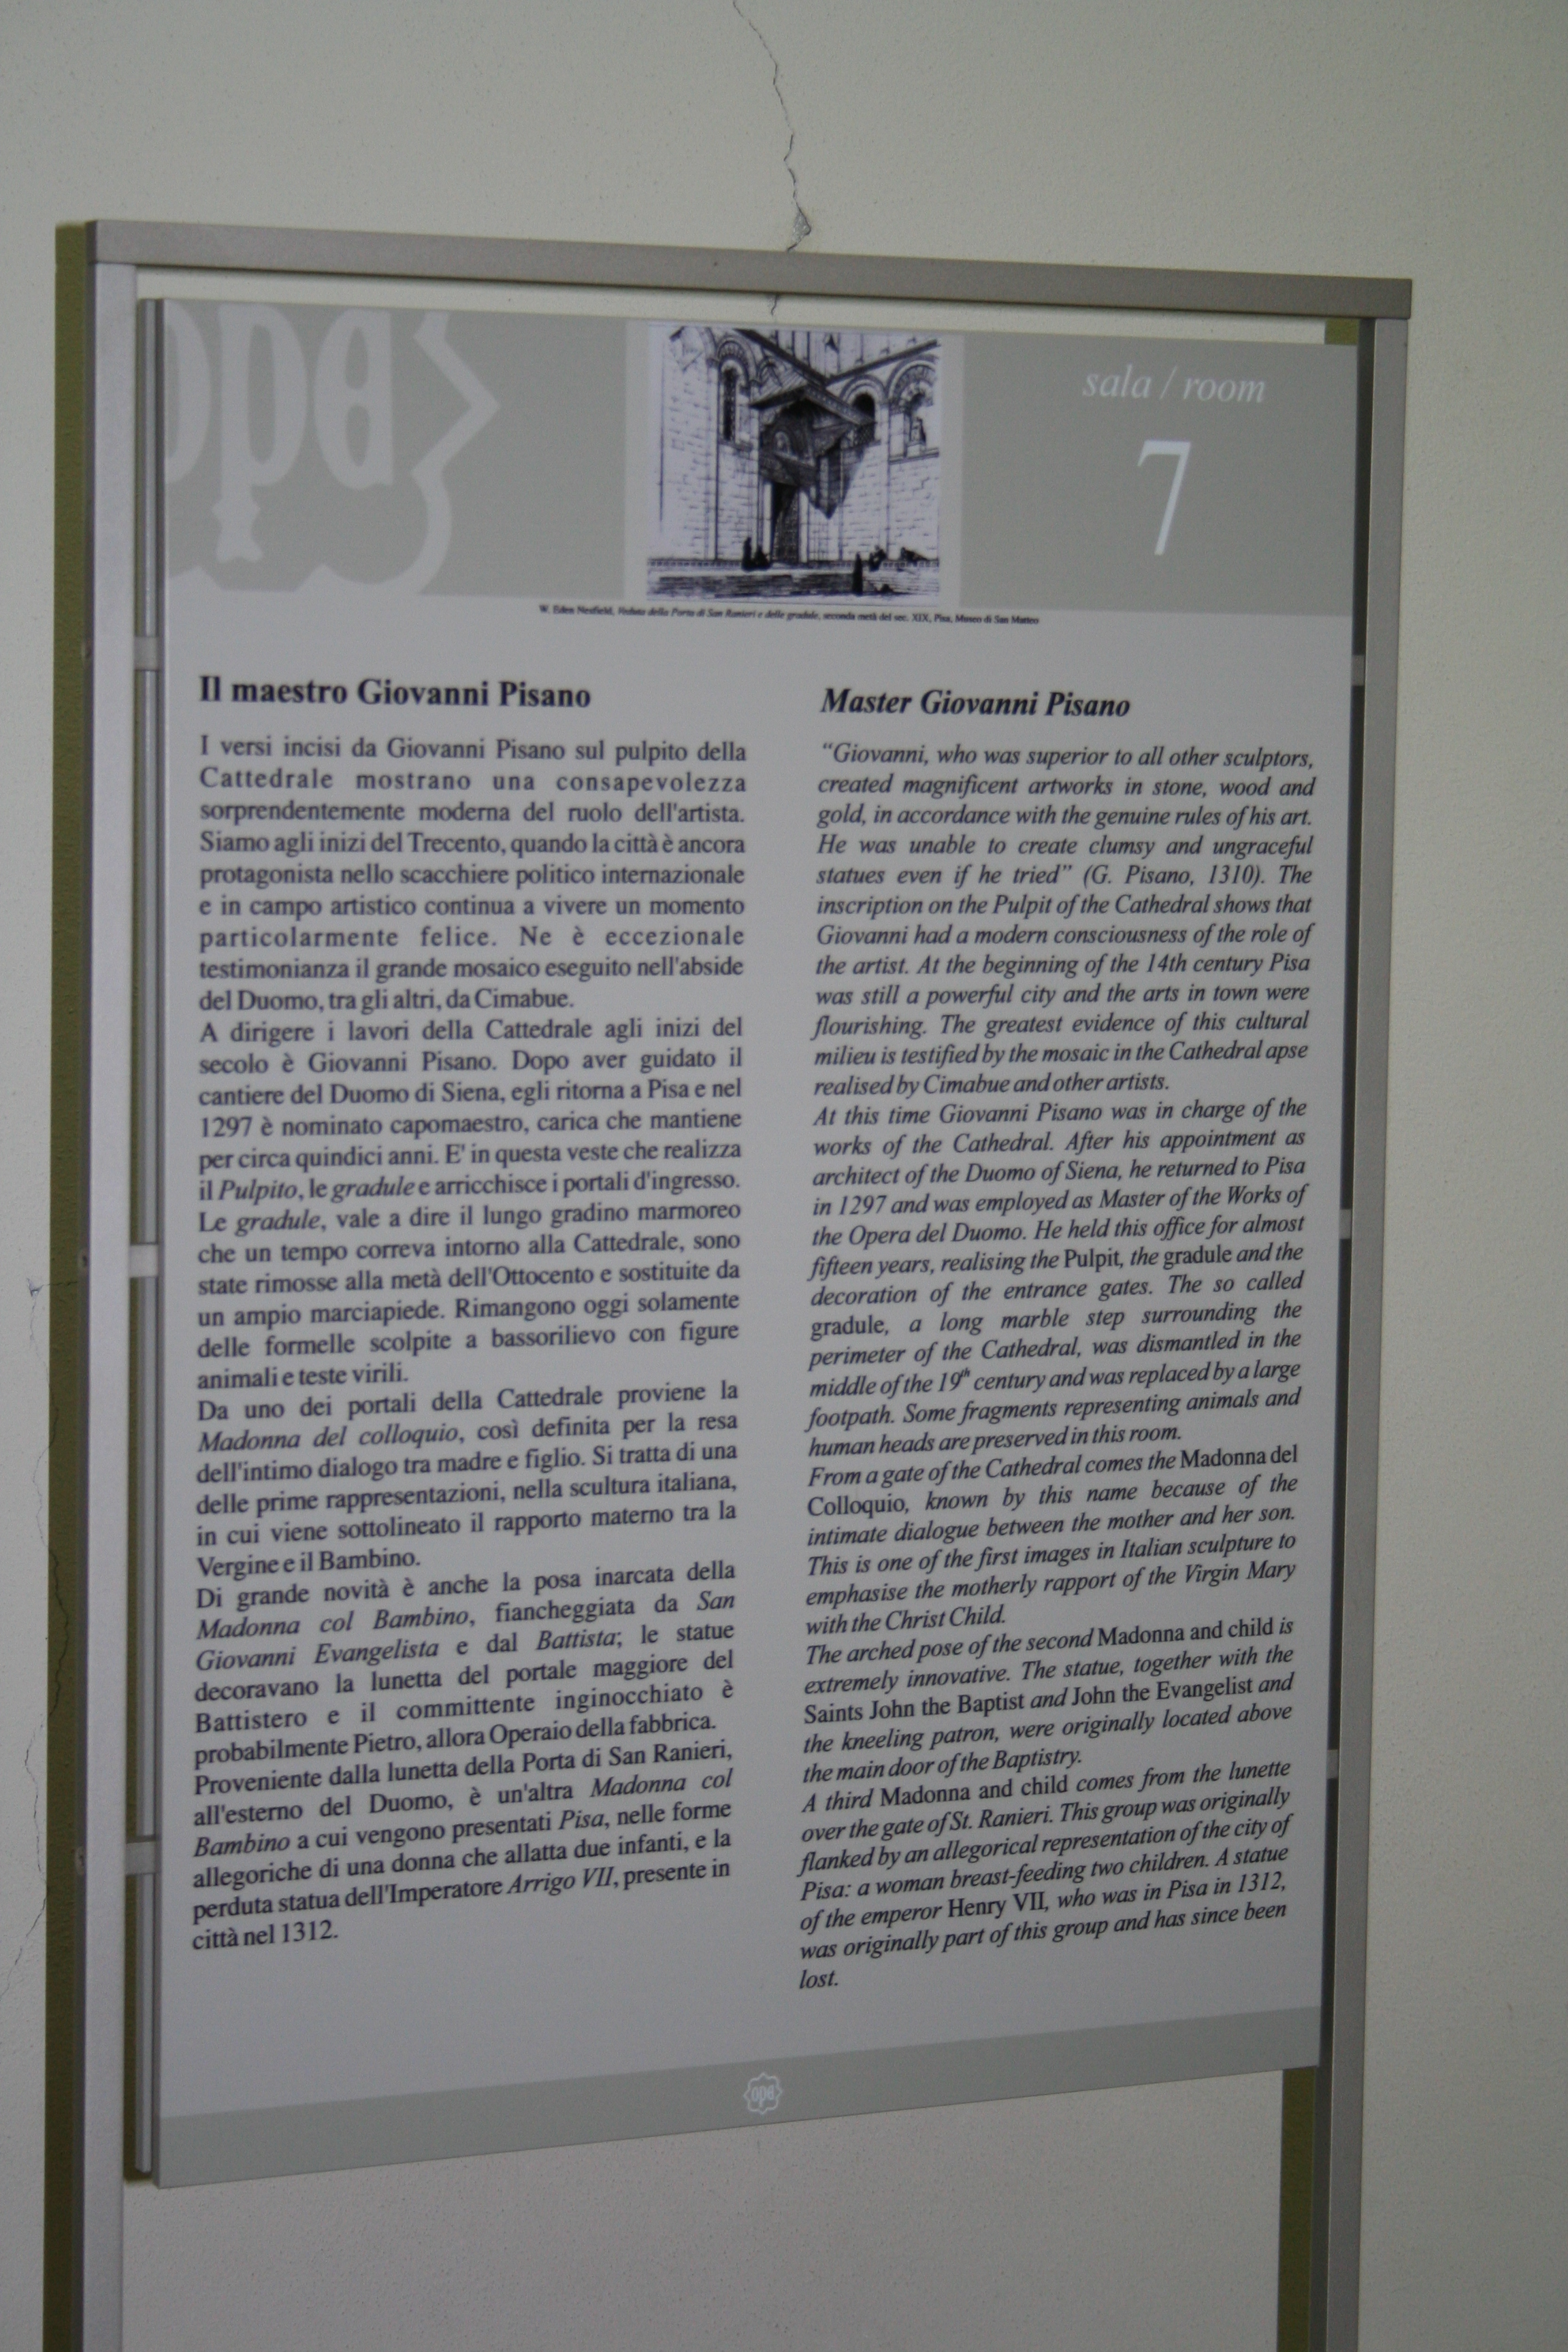 opa
sala / room
7
W. Eden Nesfield, Veduta della Porta di San Ranieri e delle gradule, seconda metà del sec. XIX, Pisa, Museo di San Matteo
Il maestro Giovanni Pisano
I versi incisi da Giovanni Pisano sul pulpito della
Cattedrale mostrano una consapevolezza
sorprendentemente moderna del ruolo dell'artista.
Siamo agli inizi del Trecento, quando la città è ancora
protagonista nello scacchiere politico internazionale
e in campo artistico continua a vivere un momento
particolarmente felice. Ne è eccezionale
testimonianza il grande mosaico eseguito nell'abside
del Duomo, tra gli altri, da Cimabue.
A dirigere i lavori della Cattedrale agli inizi del
secolo è Giovanni Pisano. Dopo aver guidato il
cantiere del Duomo di Siena, egli ritorna a Pisa e nel
1297 è nominato capomaestro, carica che mantiene
per circa quindici anni. E' in questa veste che realizza
il Pulpito, le gradule e arricchisce i portali d'ingresso.
Le gradule, vale a dire il lungo gradino marmoreo
che un tempo correva intorno alla Cattedrale, sono
state rimosse alla metà dell'Ottocento e sostituite da
un ampio marciapiede. Rimangono oggi solamente
delle formelle scolpite a bassorilievo con figure
animali e teste virili.
Da uno dei portali della Cattedrale proviene la
Madonna del colloquio, così definita per la resa
dell'intimo dialogo tra madre e figlio. Si tratta di una
delle prime rappresentazioni, nella scultura italiana,
in cui viene sottolineato il rapporto materno tra la
Vergine e il Bambino.
Di grande novità è anche la posa inarcata della
Madonna col Bambino, fiancheggiata da San
Giovanni Evangelista e dal Battista; le statue
decoravano la lunetta del portale maggiore del
Battistero e il committente inginocchiato è
probabilmente Pietro, allora Operaio della fabbrica.
Proveniente dalla lunetta della Porta di San Ranieri,
all'esterno del Duomo, è un'altra Madonna col
Bambino a cui vengono presentati Pisa, nelle forme
allegoriche di una donna che allatta due infanti, e la
perduta statua dell'Imperatore Arrigo VII, presente in
città nel 1312.
Master Giovanni Pisano
“Giovanni, who was superior to all other sculptors,
created magnificent artworks in stone, wood and
gold, in accordance with the genuine rules of his art.
He was unable to create clumsy and ungraceful
statues even if he tried” (G. Pisano, 1310). The
inscription on the Pulpit of the Cathedral shows that
Giovanni had a modern consciousness of the role of
the artist. At the beginning of the 14th century Pisa
was still a powerful city and the arts in town were
flourishing. The greatest evidence of this cultural
milieu is testified by the mosaic in the Cathedral apse
realised by Cimabue and other artists.
At this time Giovanni Pisano was in charge of the
works of the Cathedral. After his appointment as
architect of the Duomo of Siena, he returned to Pisa
in 1297 and was employed as Master of the Works of
the Opera del Duomo. He held this office for almost
fifteen years, realising the Pulpit, the gradule and the
decoration of the entrance gates. The so called
gradule, a long marble step surrounding the
perimeter of the Cathedral, was dismantled in the
middle of the 19th century and was replaced by a large
footpath. Some fragments representing animals and
human heads are preserved in this room.
From a gate of the Cathedral comes the Madonna del
Colloquio, known by this name because of the
intimate dialogue between the mother and her son.
This is one of the first images in Italian sculpture to
emphasise the motherly rapport of the Virgin Mary
with the Christ Child.
The arched pose of the second Madonna and child is
extremely innovative. The statue, together with the
Saints John the Baptist and John the Evangelist and
the kneeling patron, were originally located above
the main door of the Baptistry.
A third Madonna and child comes from the lunette
over the gate of St. Ranieri. This group was originally
flanked by an allegorical representation of the city of
Pisa: a woman breast-feeding two children. A statue
of the emperor Henry VII, who was in Pisa in 1312,
was originally part of this group and has since been
lost.
opa